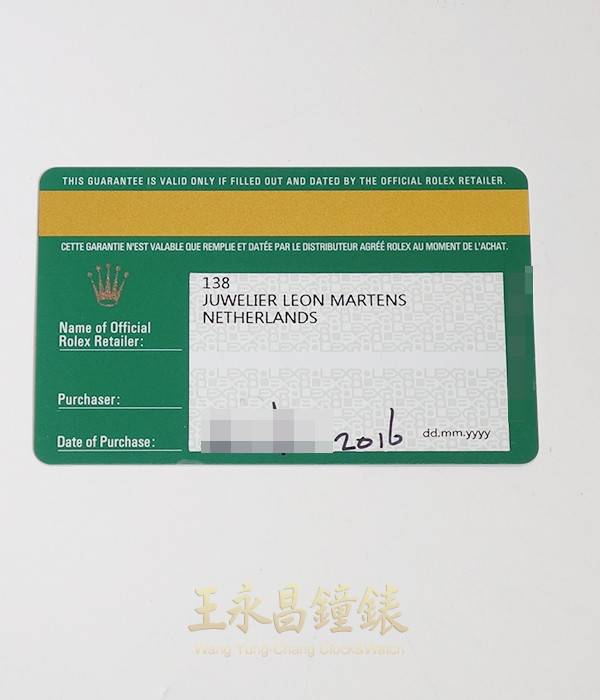 THIS GUARANTEE IS VALID ONLY IF FILLED OUT AND DATED BY THE OFFICIAL ROLEX RETAILER.
CETTE GARANTIE N'EST VALABLE QUE REMPLIE ET DATÉE PAR LE DISTRIBUTEUR AGRÉÉ ROLEX AU MOMENT DE L'ACHAT.
138
JUWELIER LEON MARTENS
NETHERLANDS
Name of Official
Rolex Retailer:
Purchaser:
Date of Purchase:
2016
dd.mm.yyyy
王永昌鐘錶
Wang Yung-Chang Clock&Watch